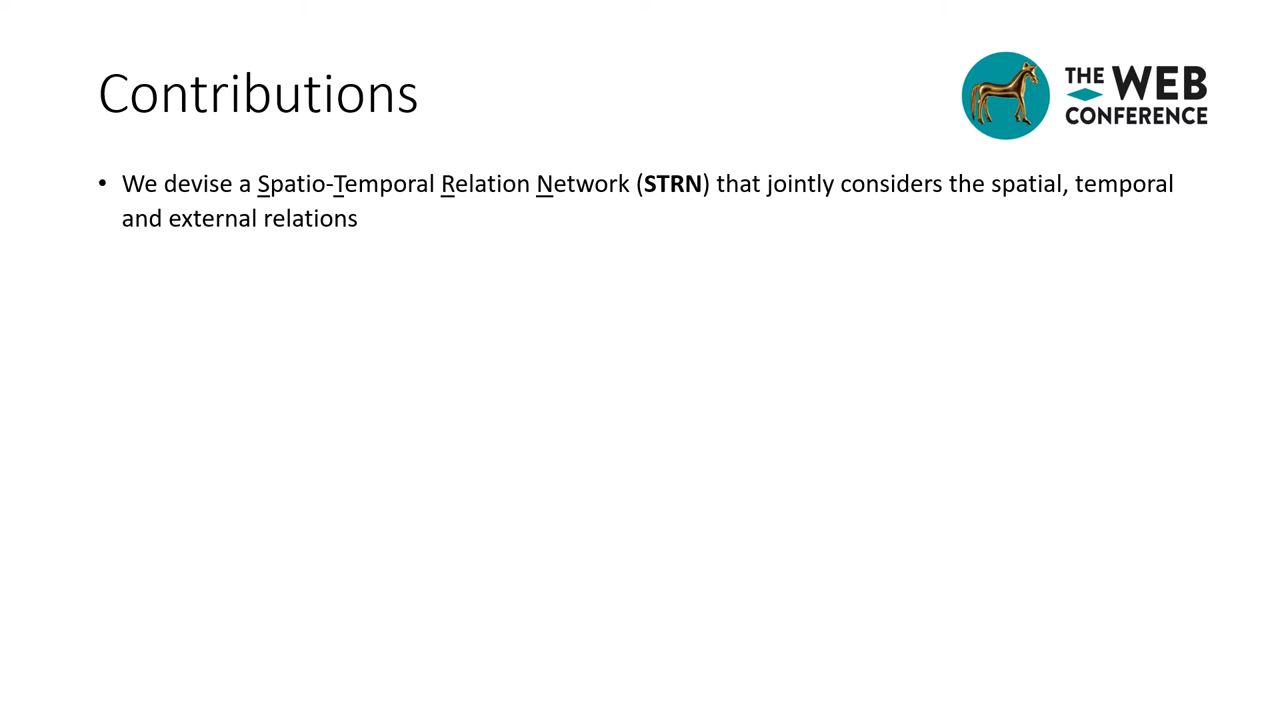 Contributions
THE WEB
CONFERENCE
• We devise a Spatio-Temporal Relation Network (STRN) that jointly considers the spatial, temporal
and external relations